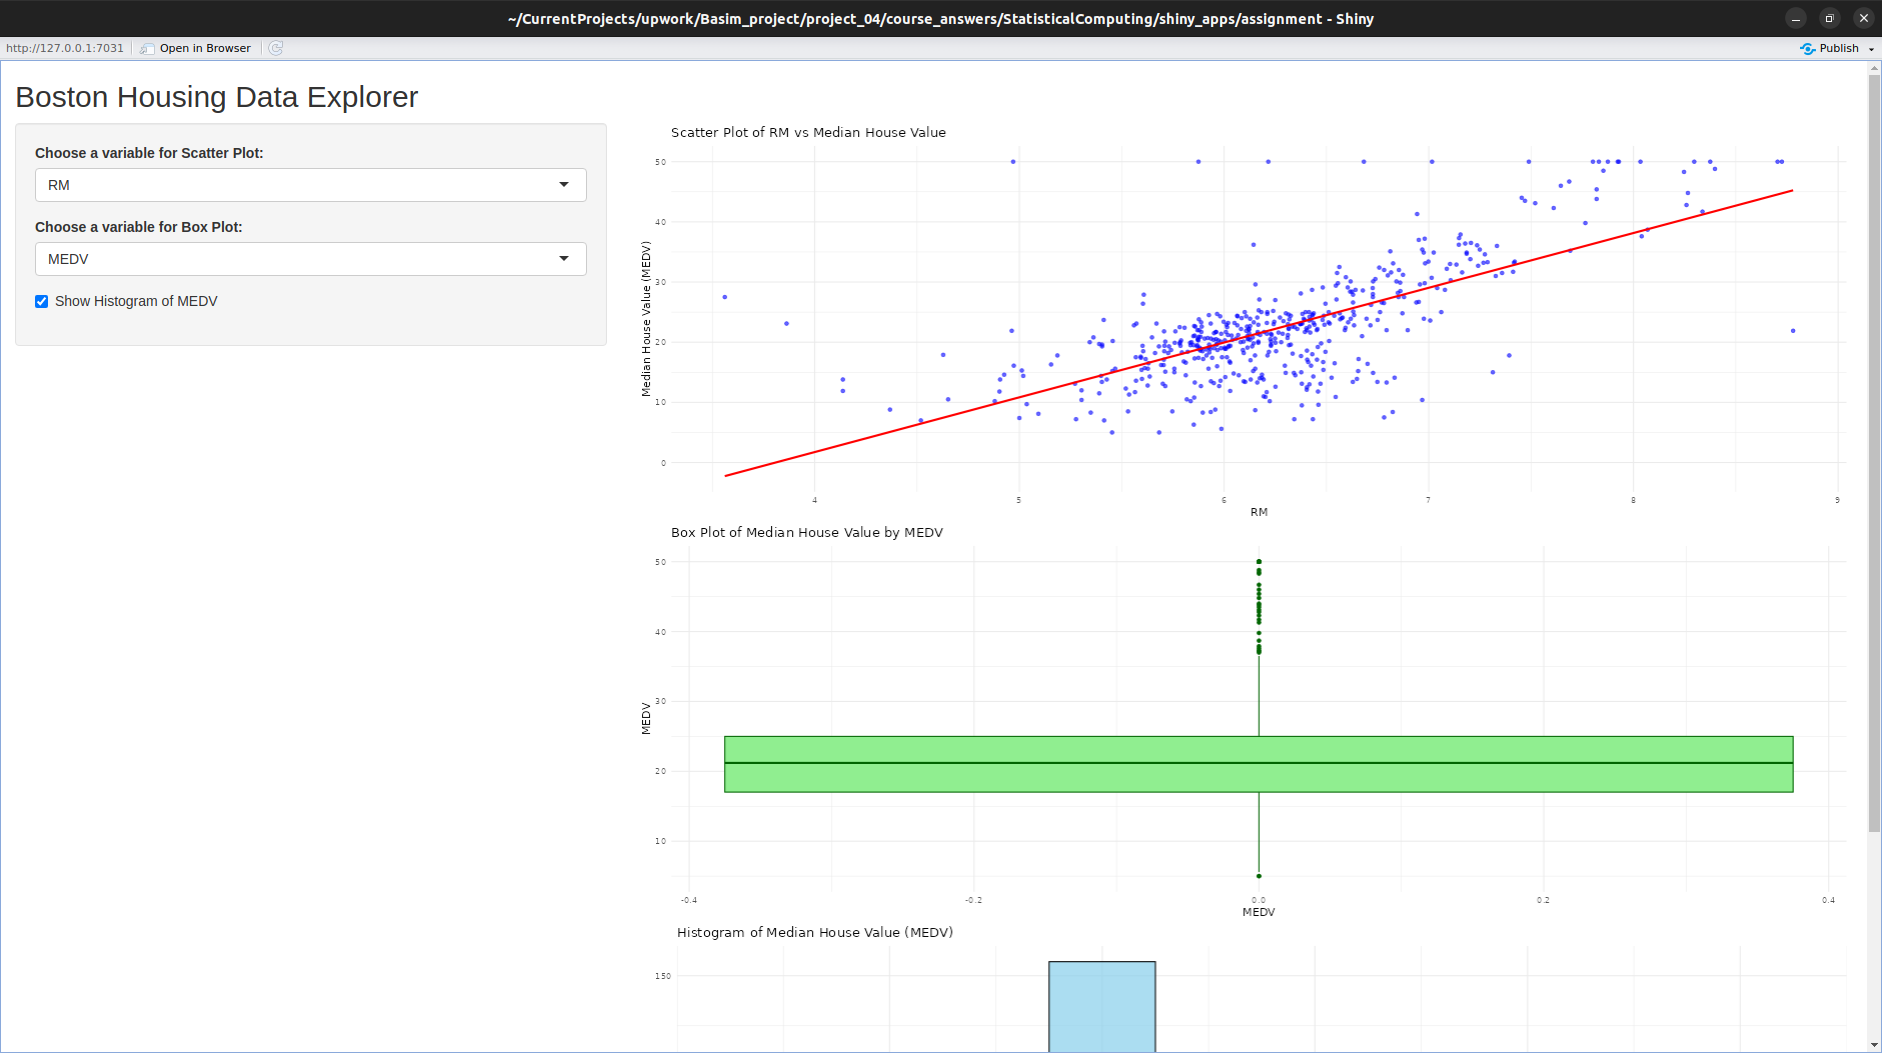 ~/CurrentProjects/upwork/Basim_project/project_04/course_answers/StatisticalComputing/shiny_apps/assignment - Shiny
http://127.0.0.1:7031 Open in Browser Publish
Boston Housing Data Explorer
Choose a variable for Scatter Plot:
RM
Choose a variable for Box Plot:
MEDV
Show Histogram of MEDV
Scatter Plot of RM vs Median House Value
Median House Value (MEDV)
50
40
30
20
10
0
4 5 6 7 8 9
RM
Box Plot of Median House Value by MEDV
MEDV
50
40
30
20
10
-0.4 -0.2 0.0 0.2 0.4
MEDV
Histogram of Median House Value (MEDV)
150